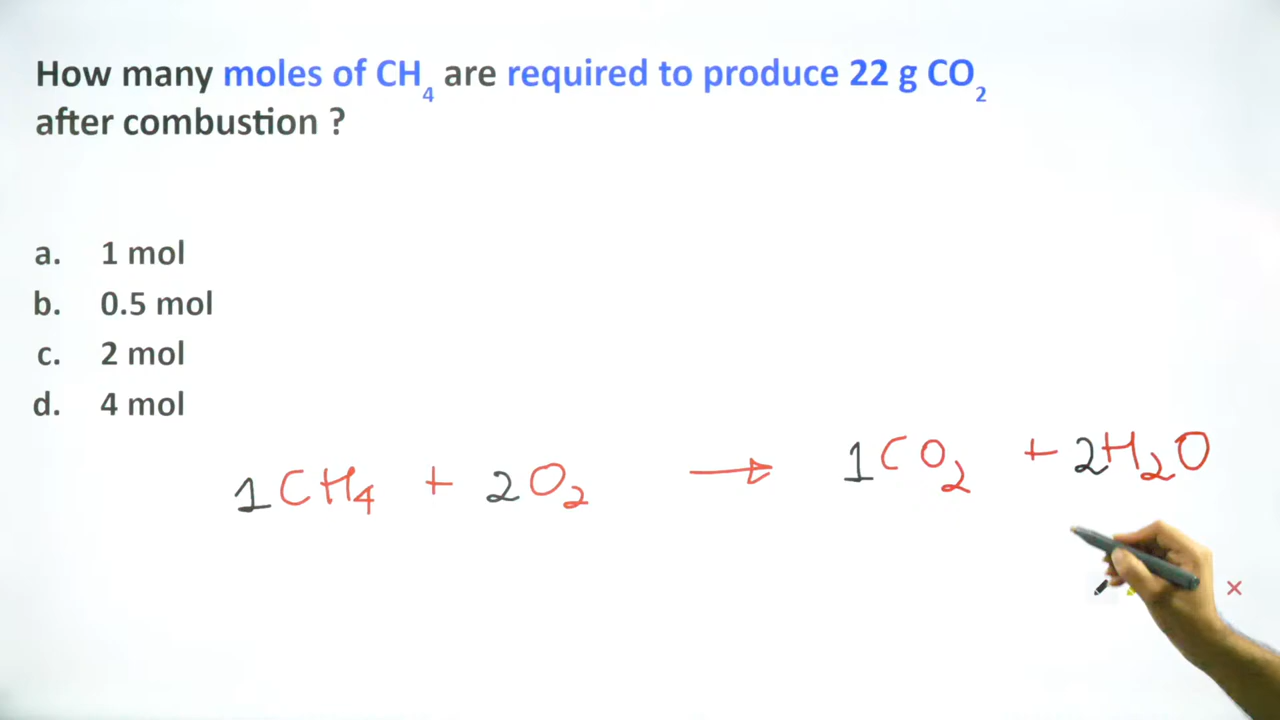 How many moles of CH4 are required to produce 22 g CO2
after combustion ?
a. 1 mol
b. 0.5 mol
c. 2 mol
d. 4 mol
1CH4 + 2O2 → 1CO2 + 2H2O